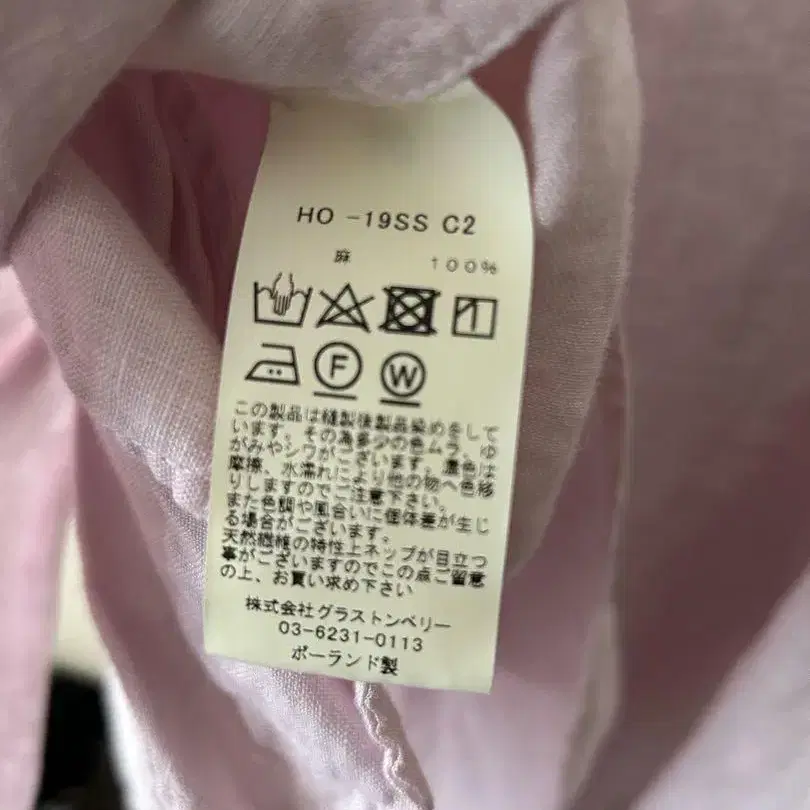 HO -19SS C2
麻 100%
F W
この製品は縫製後製品染めをして
います。その為多少の色ムラ、ゆ
がみやシワがございます。濃色は
摩擦、水濡れにより他の物へ色移
りしますのでご注意下さい。
また色調や風合いに個体差が生じ
る場合がございます。
天然繊維の特性上ネップが目立つ
事がございますのでこの点ご留意
の上、お買い求め下さい
株式会社グラストンベリー
03-6231-0113
ポーランド製